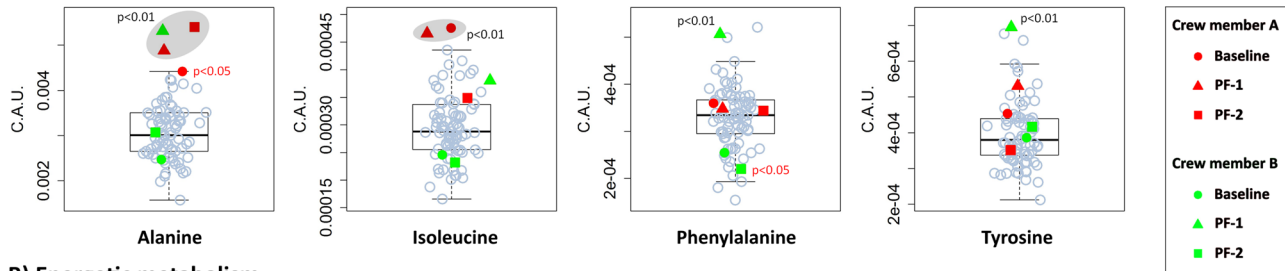 p<0.01
p<0.05
C.A.U.
0.002
0.004
Alanine
p<0.01
C.A.U.
0.00015
0.00030
0.00045
Isoleucine
p<0.01
p<0.05
C.A.U.
2e-04
4e-04
Phenylalanine
p<0.01
C.A.U.
2e-04
4e-04
6e-04
Tyrosine
Crew member A
Baseline
PF-1
PF-2
Crew member B
Baseline
PF-1
PF-2
B) Energetic metabolism